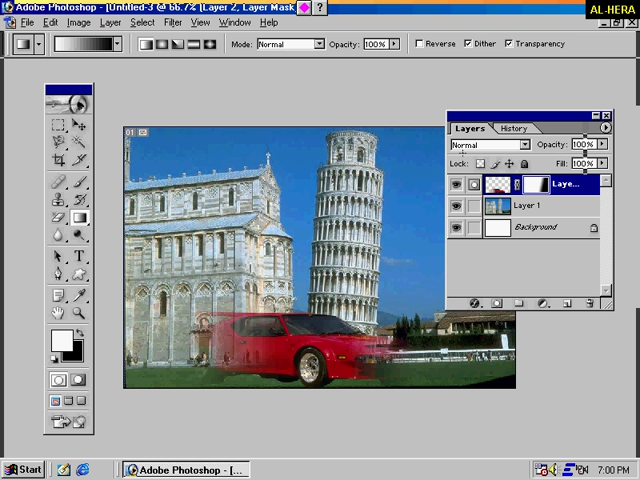 Adobe Photoshop - [Untitled-3 @ 66.7% (Layer 2, Layer Mask
AL-HERA
File Edit Image Layer Select Filter View Window Help
Mode: Normal Opacity: 100% Reverse Dither Transparency
01
Layers History
Normal Opacity: 100%
Lock: Fill: 100%
Laye...
Layer 1
Background
T
Start Adobe Photoshop - [... 7:00 PM